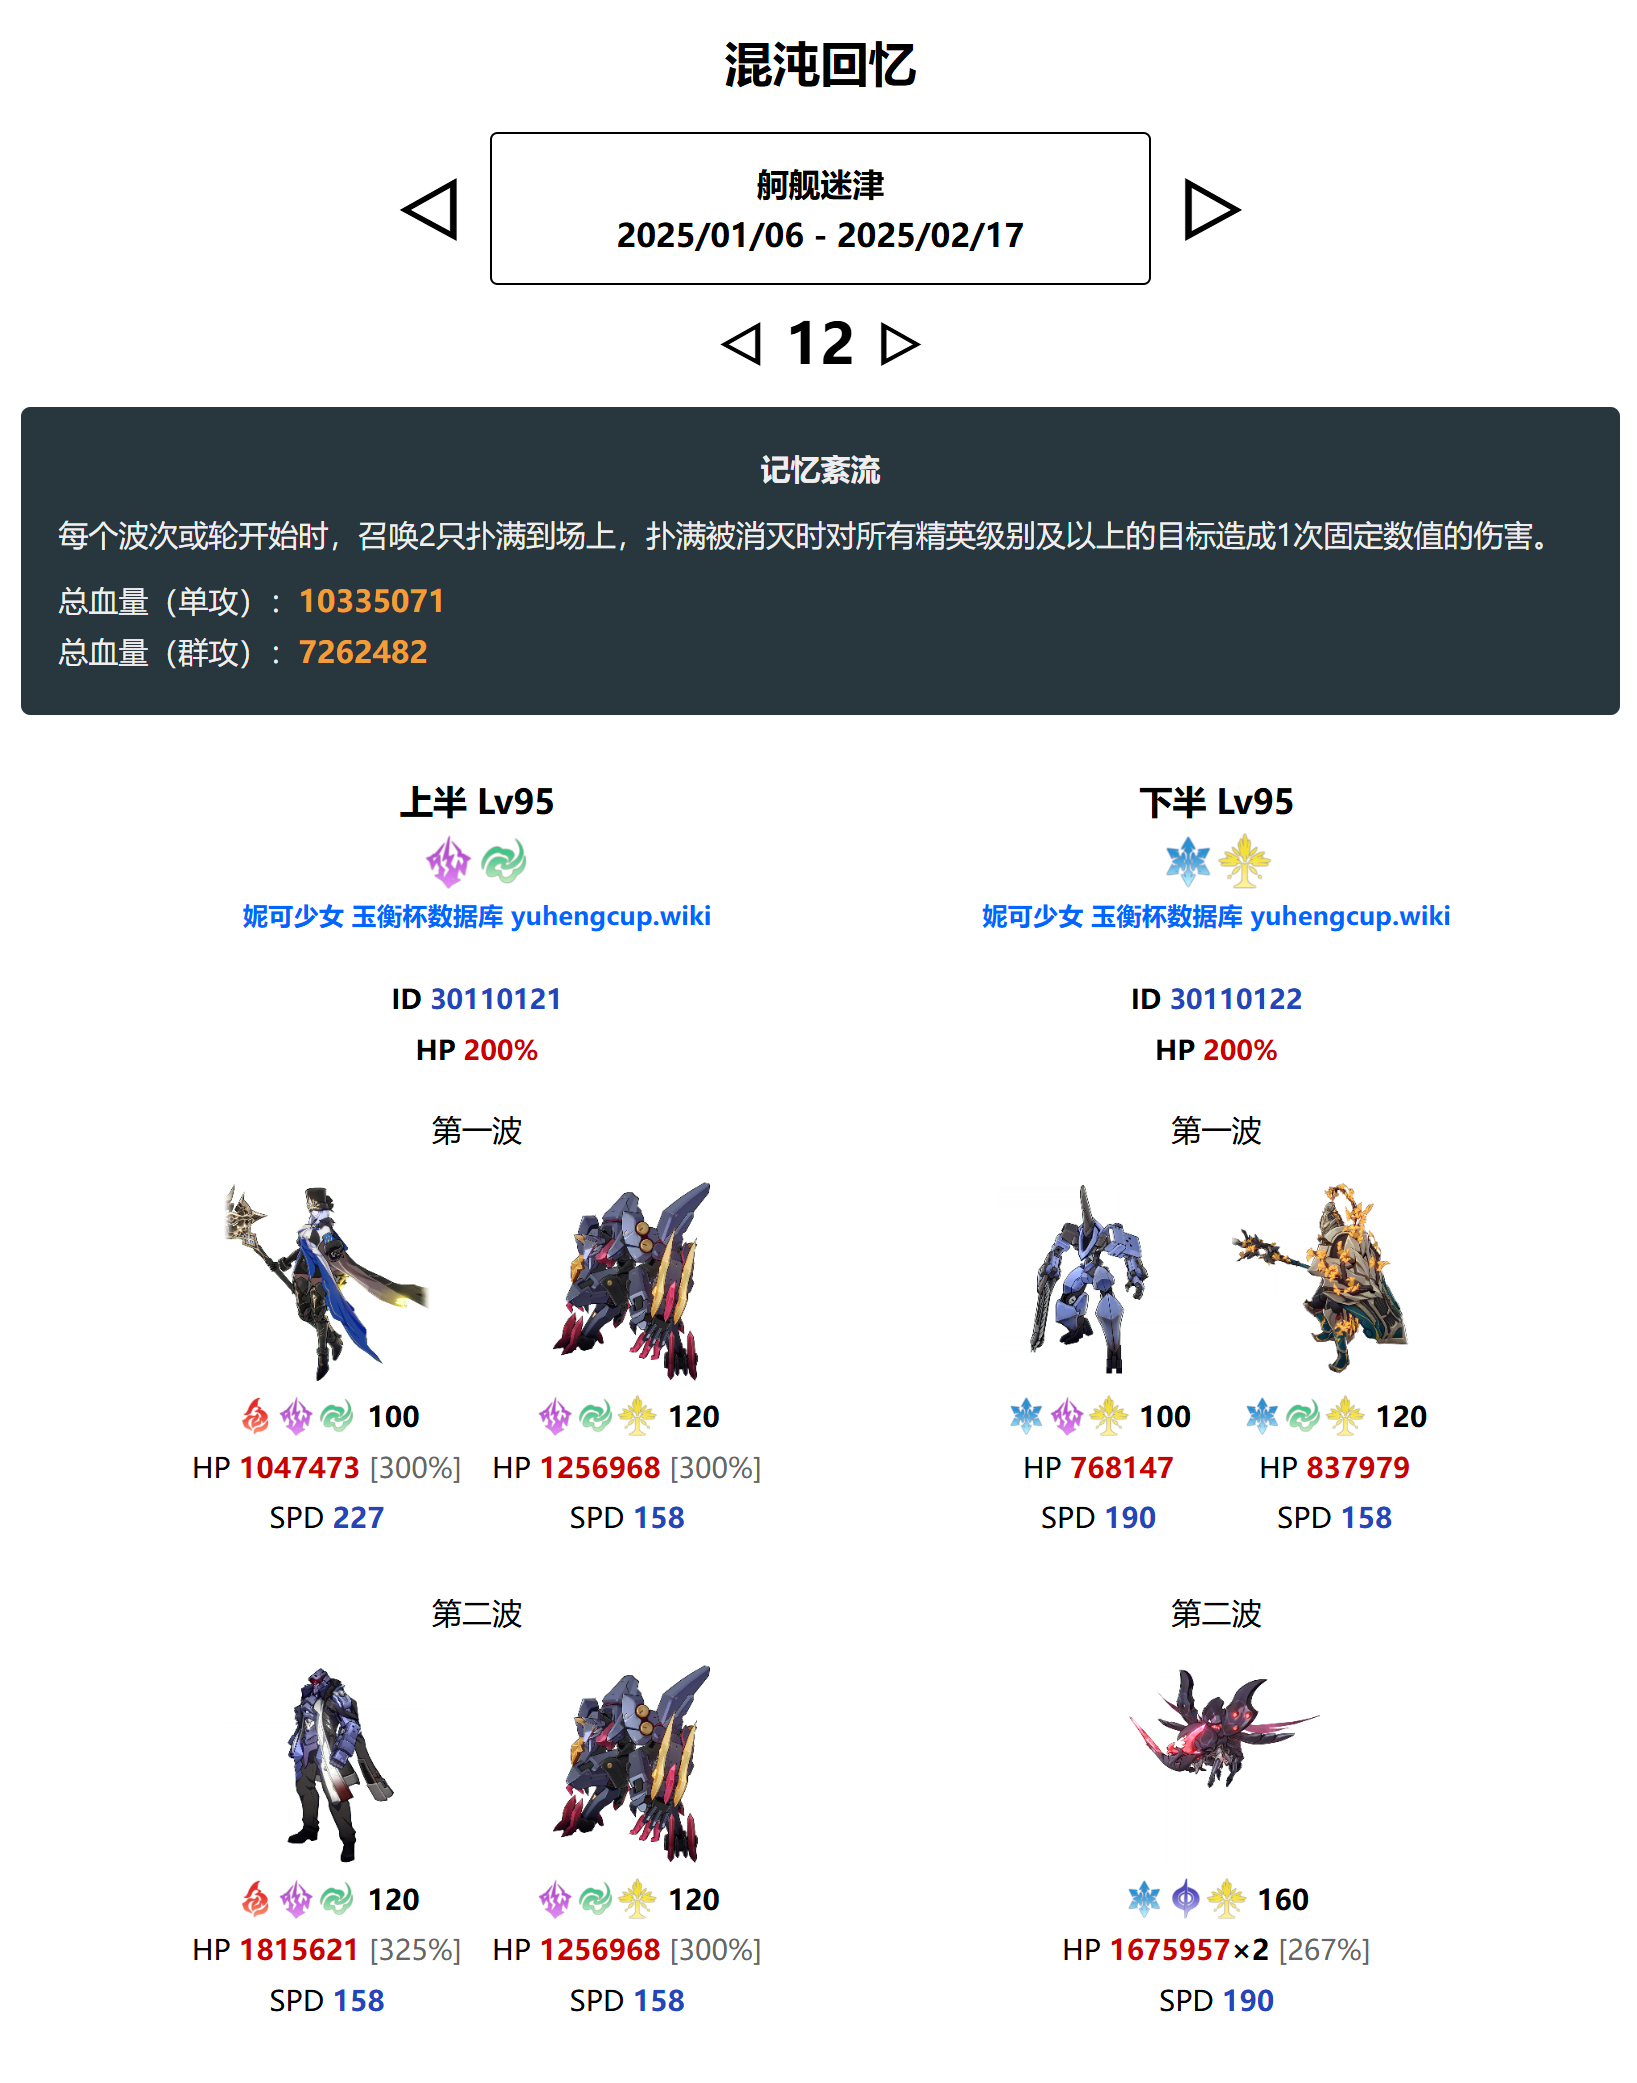 混沌回忆
舸舰迷津
2025/01/06 - 2025/02/17
12
记忆紊流
每个波次或轮开始时，召唤2只扑满到场上，扑满被消灭时对所有精英级别及以上的目标造成1次固定数值的伤害。
总血量（单攻）：10335071
总血量（群攻）：7262482
上半 Lv95
妮可少女 玉衡杯数据库 yuhengcup.wiki
ID 30110121
HP 200%
第一波
100
HP 1047473 [300%]
SPD 227
120
HP 1256968 [300%]
SPD 158
第二波
120
HP 1815621 [325%]
SPD 158
120
HP 1256968 [300%]
SPD 158
下半 Lv95
妮可少女 玉衡杯数据库 yuhengcup.wiki
ID 30110122
HP 200%
第一波
100
HP 768147
SPD 190
120
HP 837979
SPD 158
第二波
160
HP 1675957×2 [267%]
SPD 190